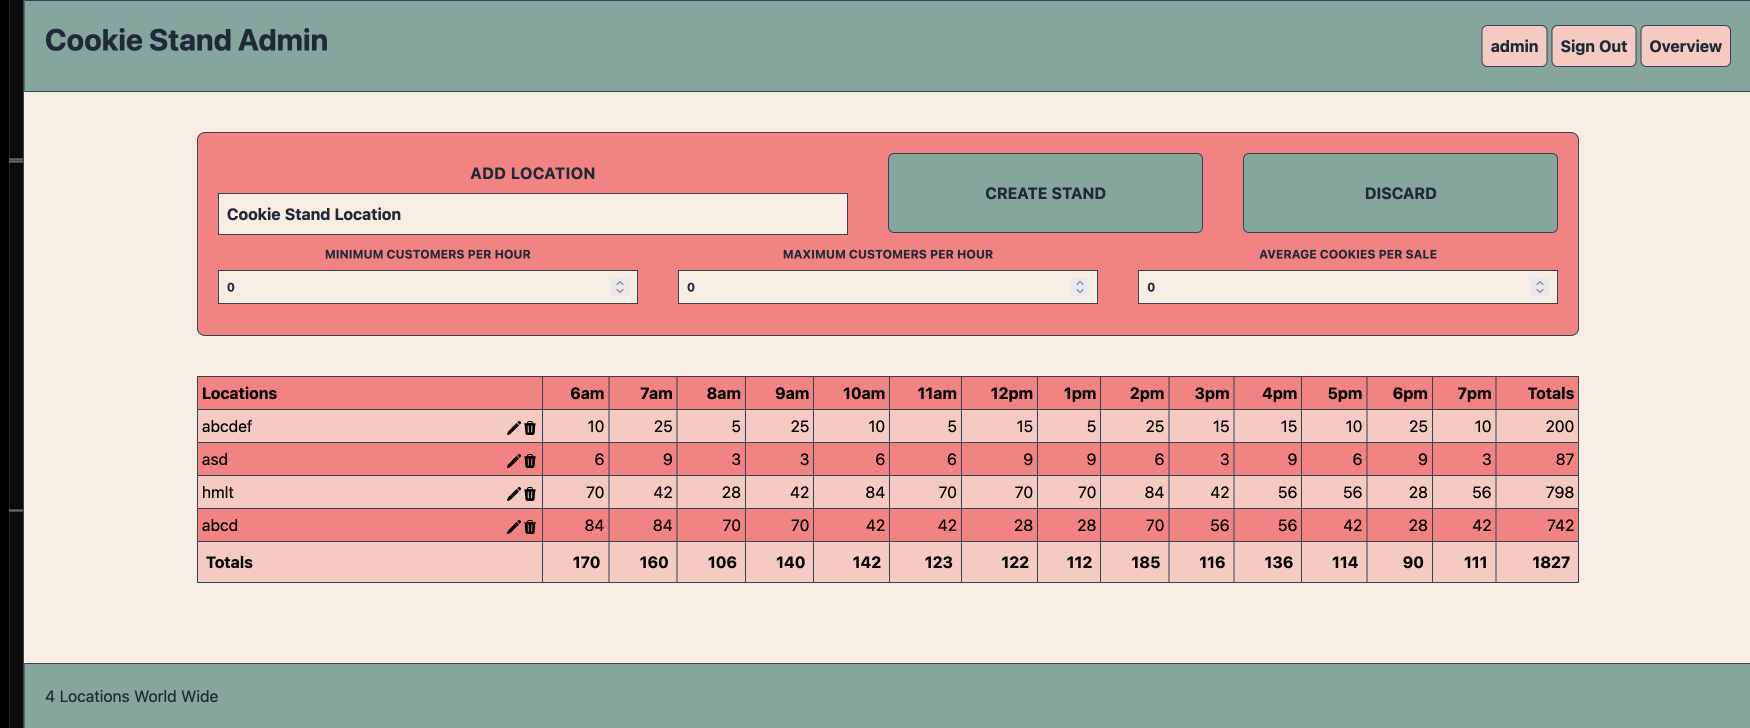 Cookie Stand Admin
admin Sign Out Overview
ADD LOCATION
CREATE STAND DISCARD
Cookie Stand Location
MINIMUM CUSTOMERS PER HOUR MAXIMUM CUSTOMERS PER HOUR AVERAGE COOKIES PER SALE
0 0 0
Locations 6am 7am 8am 9am 10am 11am 12pm 1pm 2pm 3pm 4pm 5pm 6pm 7pm Totals
abcdef 10 25 5 25 10 5 15 5 25 15 15 10 25 10 200
asd 6 9 3 3 6 6 9 9 6 3 9 6 9 3 87
hmlt 70 42 28 42 84 70 70 70 84 42 56 56 28 56 798
abcd 84 84 70 70 42 42 28 28 70 56 56 42 28 42 742
Totals 170 160 106 140 142 123 122 112 185 116 136 114 90 111 1827
4 Locations World Wide